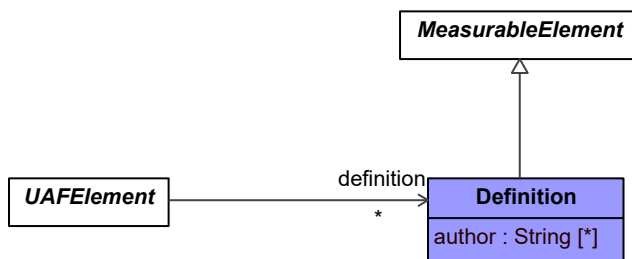 MeasurableElement
definition
UAFElement
*
Definition
author : String [*]